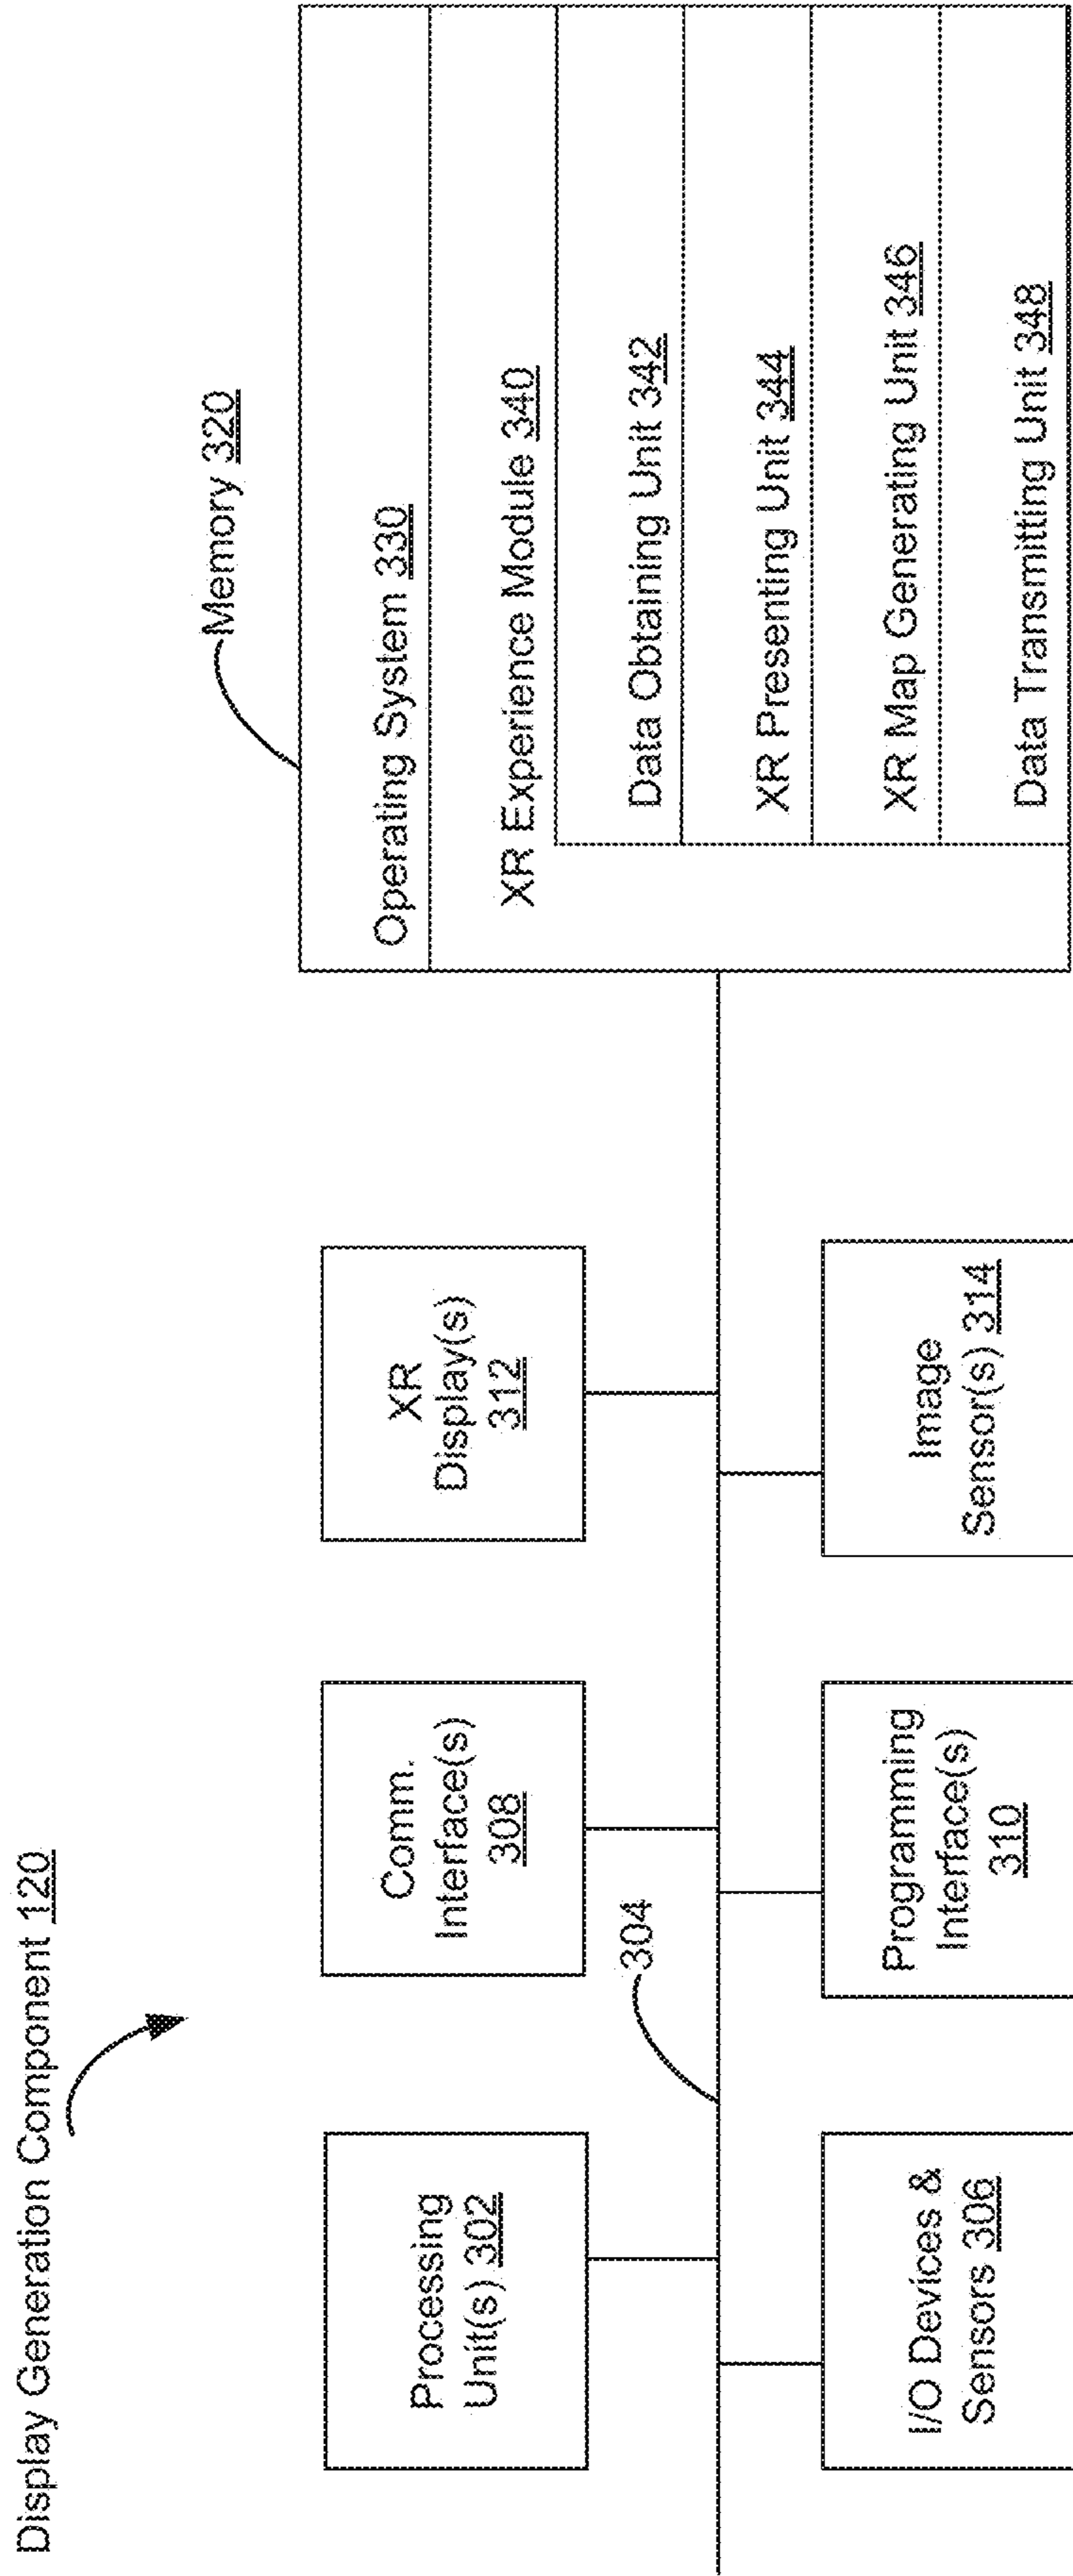 Display Generation Component 120
Memory 320
Operating System 330
XR Experience Module 340
Data Obtaining Unit 342
XR Presenting Unit 344
XR Map Generating Unit 346
Data Transmitting Unit 348
Processing
Unit(s) 302
Comm.
Interface(s)
308
XR
Display(s)
312
304
I/O Devices &
Sensors 306
Programming
Interface(s)
310
Image
Sensor(s) 314